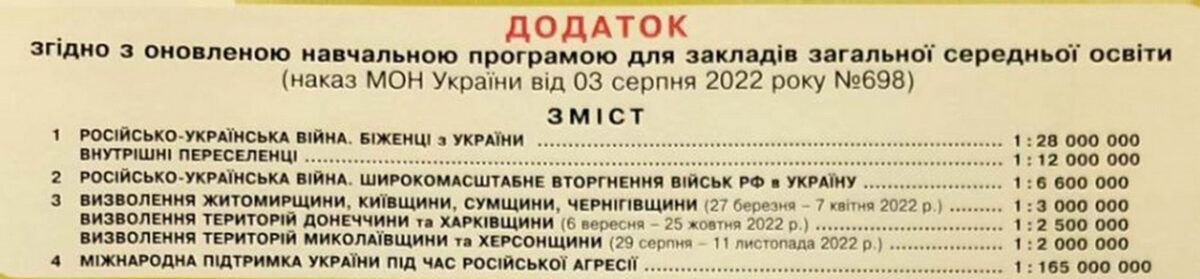 ДОДАТОК
згідно з оновленою навчальною програмою для закладів загальної середньої освіти
(наказ МОН України від 03 серпня 2022 року №698)
ЗМІСТ
1 РОСІЙСЬКО-УКРАЇНСЬКА ВІЙНА. БІЖЕНЦІ з УКРАЇНИ ........ 1 : 28 000 000
ВНУТРІШНІ ПЕРЕСЕЛЕНЦІ ........ 1 : 12 000 000
2 РОСІЙСЬКО-УКРАЇНСЬКА ВІЙНА. ШИРОКОМАСШТАБНЕ ВТОРГНЕННЯ ВІЙСЬК РФ в УКРАЇНУ ........ 1 : 6 600 000
3 ВИЗВОЛЕННЯ ЖИТОМИРЩИНИ, КИЇВЩИНИ, СУМЩИНИ, ЧЕРНІГІВЩИНИ (27 березня – 7 квітня 2022 р.) ........ 1 : 3 000 000
ВИЗВОЛЕННЯ ТЕРИТОРІЙ ДОНЕЧЧИНИ та ХАРКІВЩИНИ (6 вересня – 25 жовтня 2022 р.) ........ 1 : 2 500 000
ВИЗВОЛЕННЯ ТЕРИТОРІЙ МИКОЛАЇВЩИНИ та ХЕРСОНЩИНИ (29 серпня – 11 листопада 2022 р.) ........ 1 : 2 000 000
4 МІЖНАРОДНА ПІДТРИМКА УКРАЇНИ ПІД ЧАС РОСІЙСЬКОЇ АГРЕСІЇ ........ 1 : 165 000 000